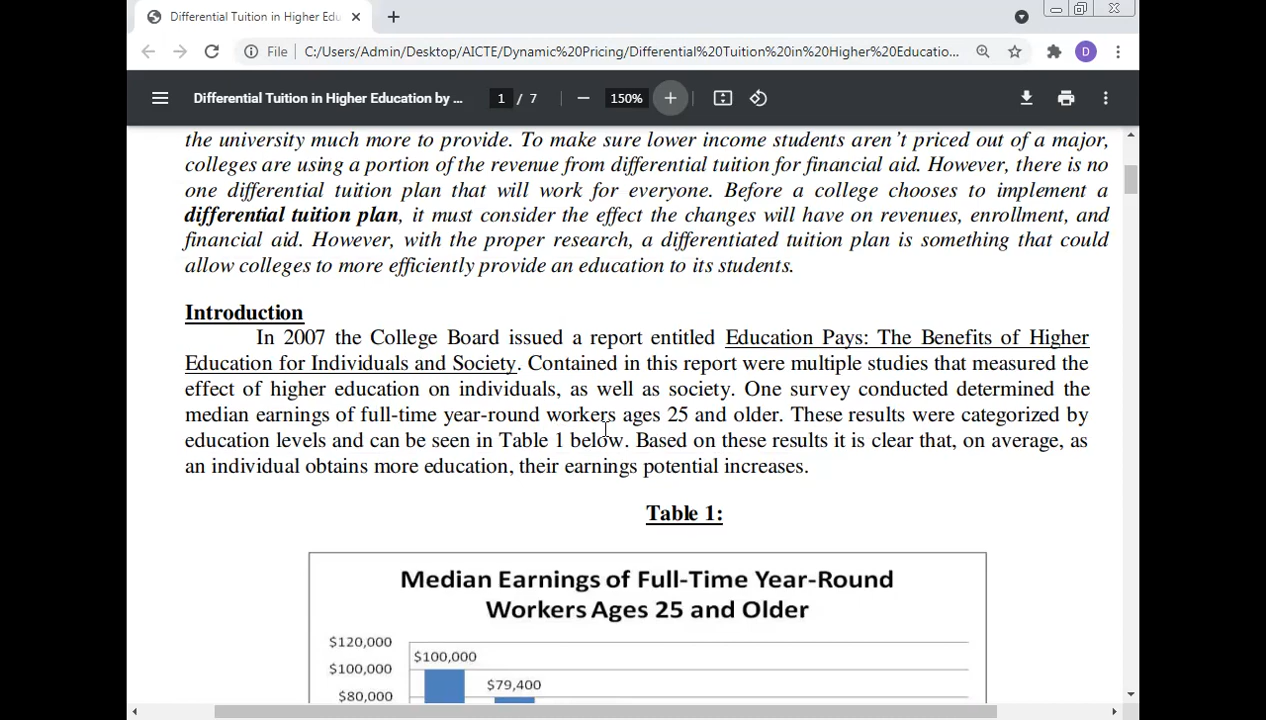 Differential Tuition in Higher Edu
File C:/Users/Admin/Desktop/AICTE/Dynamic%20Pricing/Differential%20Tuition%20in%20Higher%20Educatio...
D
Differential Tuition in Higher Education by ... 1 / 7 150%
the university much more to provide. To make sure lower income students aren't priced out of a major,
colleges are using a portion of the revenue from differential tuition for financial aid. However, there is no
one differential tuition plan that will work for everyone. Before a college chooses to implement a
differential tuition plan, it must consider the effect the changes will have on revenues, enrollment, and
financial aid. However, with the proper research, a differentiated tuition plan is something that could
allow colleges to more efficiently provide an education to its students.
Introduction
In 2007 the College Board issued a report entitled Education Pays: The Benefits of Higher
Education for Individuals and Society. Contained in this report were multiple studies that measured the
effect of higher education on individuals, as well as society. One survey conducted determined the
median earnings of full-time year-round workers ages 25 and older. These results were categorized by
education levels and can be seen in Table 1 below. Based on these results it is clear that, on average, as
an individual obtains more education, their earnings potential increases.
Table 1:
Median Earnings of Full-Time Year-Round
Workers Ages 25 and Older
$120,000
$100,000
$100,000
$79,400
$80,000